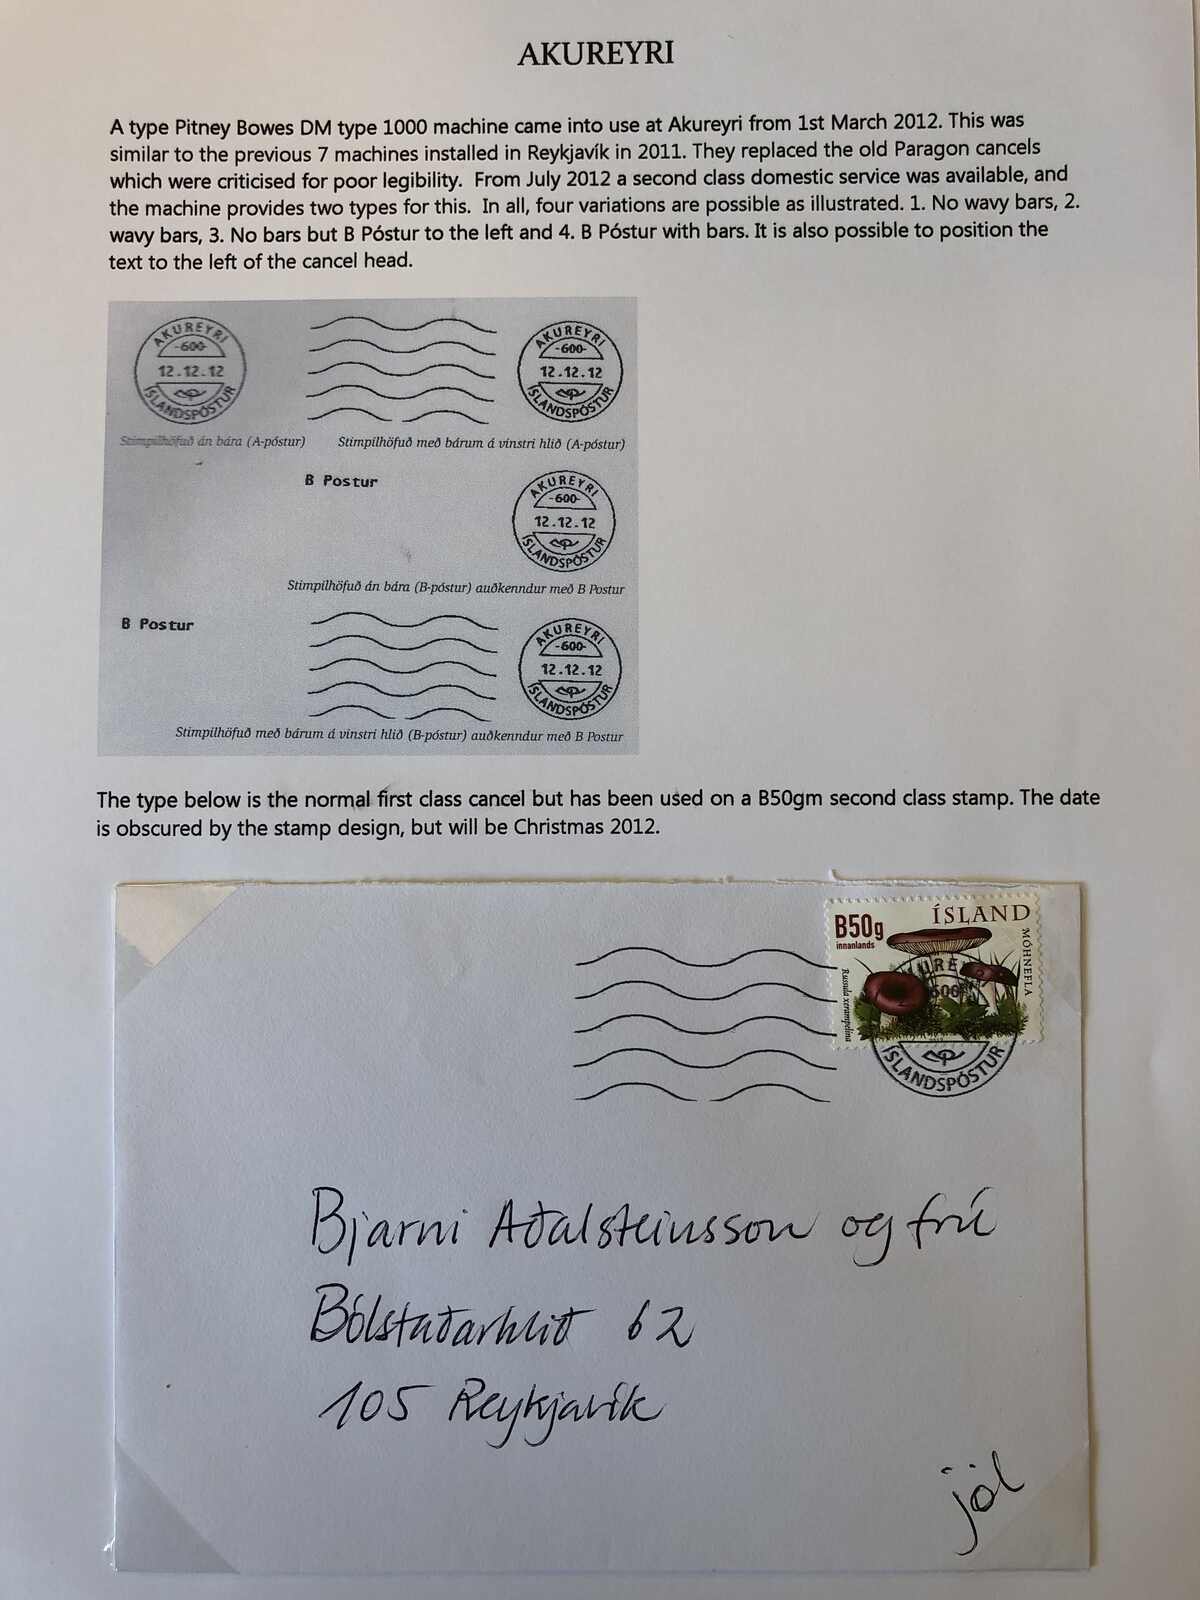 AKUREYRI
A type Pitney Bowes DM type 1000 machine came into use at Akureyri from 1st March 2012. This was
similar to the previous 7 machines installed in Reykjavík in 2011. They replaced the old Paragon cancels
which were criticised for poor legibility. From July 2012 a second class domestic service was available, and
the machine provides two types for this. In all, four variations are possible as illustrated. 1. No wavy bars, 2.
wavy bars, 3. No bars but B Póstur to the left and 4. B Póstur with bars. It is also possible to position the
text to the left of the cancel head.
AKUREYRI
-600-
12.12.12
ÍSLANDSPÓSTUR
AKUREYRI
-600-
12.12.12
ÍSLANDSPÓSTUR
Stimpilhöfuð án bára (A-póstur)
Stimpilhöfuð með bárum á vinstri hlið (A-póstur)
B Postur
AKUREYRI
-600-
12.12.12
ÍSLANDSPÓSTUR
Stimpilhöfuð án bára (B-póstur) auðkenndur með B Postur
B Postur
AKUREYRI
-600-
12.12.12
ÍSLANDSPÓSTUR
Stimpilhöfuð með bárum á vinstri hlið (B-póstur) auðkenndur með B Postur
The type below is the normal first class cancel but has been used on a B50gm second class stamp. The date
is obscured by the stamp design, but will be Christmas 2012.
B50g
innanlands
ÍSLAND
MÓHNEFLA
Russula xerampelina
UREY
600
ÍSLANDSPÓSTUR
Bjarni Aðalsteinsson og frú
Bólstaðarhlið 62
105 Reykjavík
jól